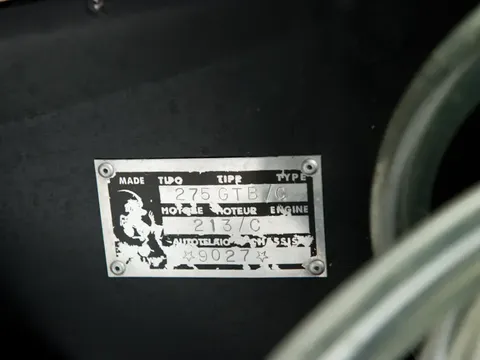 MADE TIPO TIPE TYPE
275 GTB/C
MOTORE MOTEUR ENGINE
213/C
AUTOTELAIO CHASSIS
☆9027☆